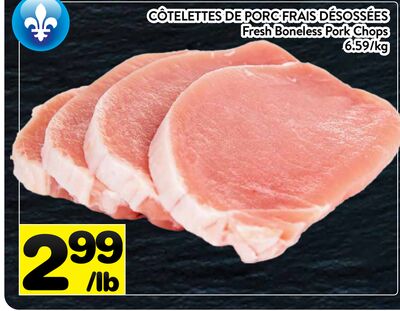 CÔTELETTES DE PORC FRAIS DÉSOSSÉES
Fresh Boneless Pork Chops
6.59/kg
2.99/lb